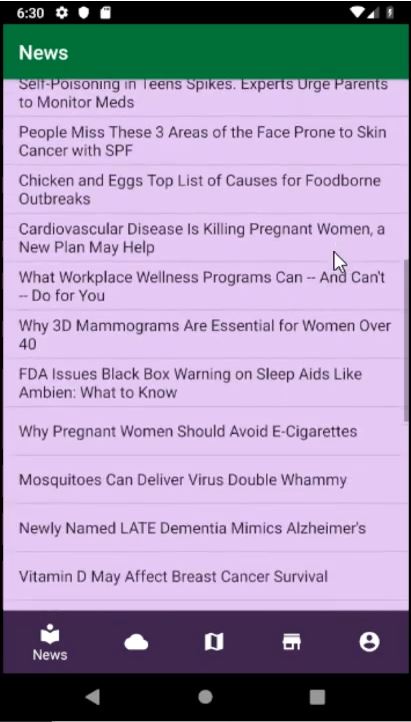 6:30
News
Self-Poisoning in Teens Spikes. Experts Urge Parents
to Monitor Meds
People Miss These 3 Areas of the Face Prone to Skin
Cancer with SPF
Chicken and Eggs Top List of Causes for Foodborne
Outbreaks
Cardiovascular Disease Is Killing Pregnant Women, a
New Plan May Help
What Workplace Wellness Programs Can -- And Can't
-- Do for You
Why 3D Mammograms Are Essential for Women Over
40
FDA Issues Black Box Warning on Sleep Aids Like
Ambien: What to Know
Why Pregnant Women Should Avoid E-Cigarettes
Mosquitoes Can Deliver Virus Double Whammy
Newly Named LATE Dementia Mimics Alzheimer's
Vitamin D May Affect Breast Cancer Survival
News